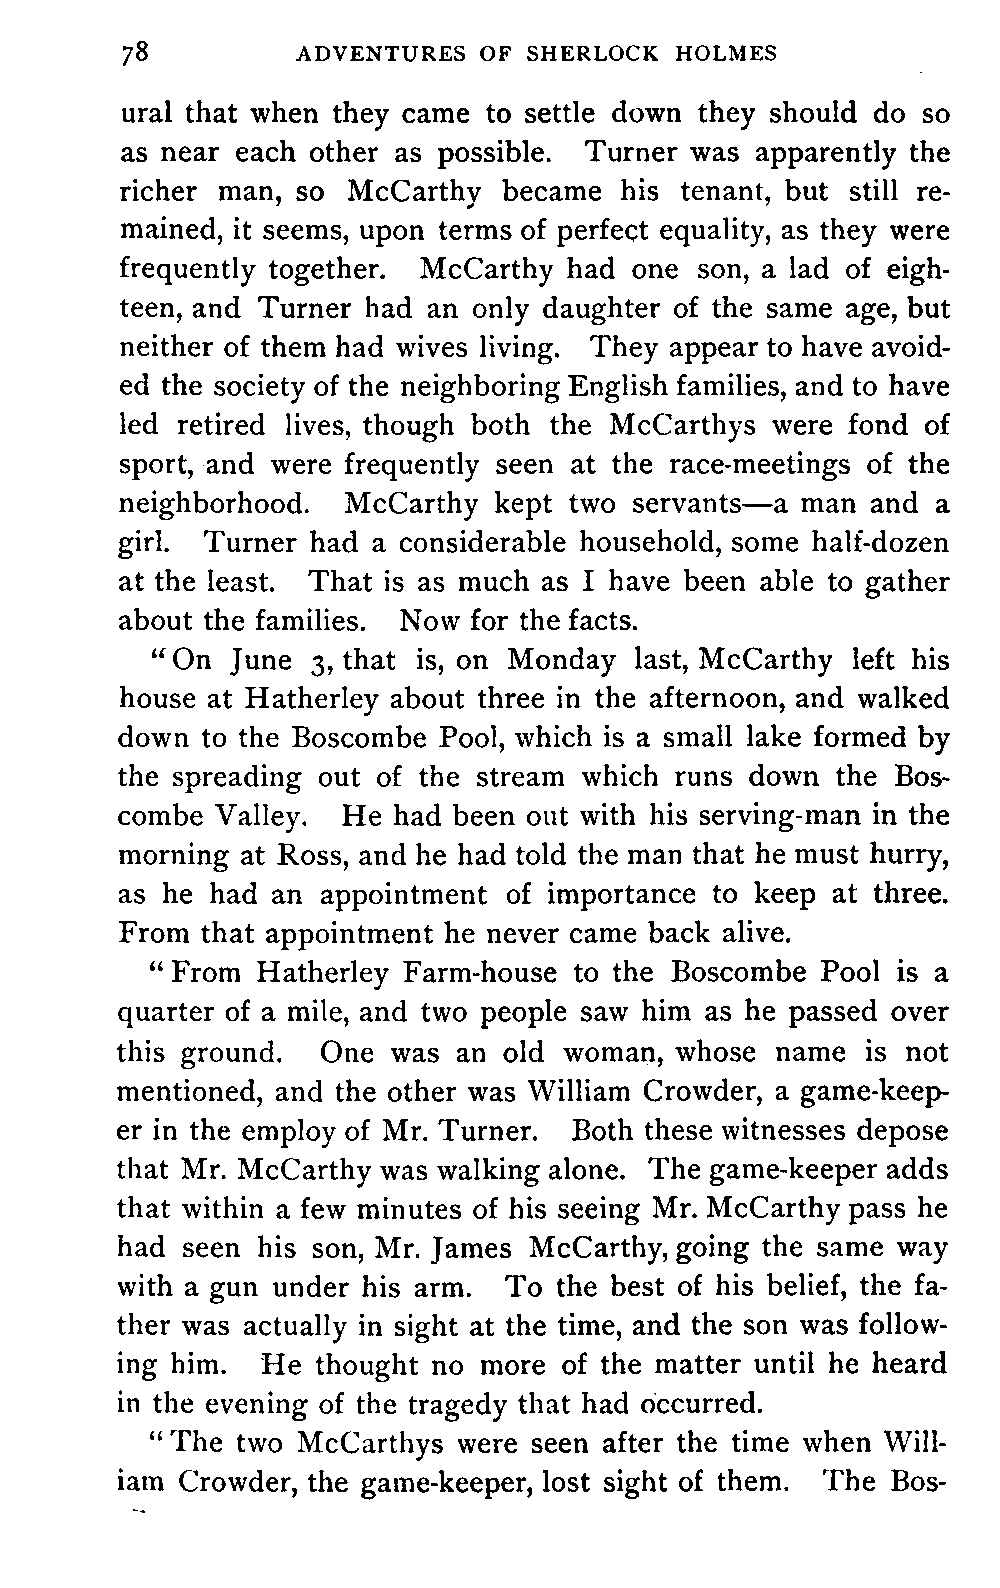 78 ADVENTURES OF SHERLOCK HOLMES
ural that when they came to settle down they should do so
as near each other as possible. Turner was apparently the
richer man, so McCarthy became his tenant, but still re-
mained, it seems, upon terms of perfect equality, as they were
frequently together. McCarthy had one son, a lad of eigh-
teen, and Turner had an only daughter of the same age, but
neither of them had wives living. They appear to have avoid-
ed the society of the neighboring English families, and to have
led retired lives, though both the McCarthys were fond of
sport, and were frequently seen at the race-meetings of the
neighborhood. McCarthy kept two servants—a man and a
girl. Turner had a considerable household, some half-dozen
at the least. That is as much as I have been able to gather
about the families. Now for the facts.
“On June 3, that is, on Monday last, McCarthy left his
house at Hatherley about three in the afternoon, and walked
down to the Boscombe Pool, which is a small lake formed by
the spreading out of the stream which runs down the Bos-
combe Valley. He had been out with his serving-man in the
morning at Ross, and he had told the man that he must hurry,
as he had an appointment of importance to keep at three.
From that appointment he never came back alive.
“From Hatherley Farm-house to the Boscombe Pool is a
quarter of a mile, and two people saw him as he passed over
this ground. One was an old woman, whose name is not
mentioned, and the other was William Crowder, a game-keep-
er in the employ of Mr. Turner. Both these witnesses depose
that Mr. McCarthy was walking alone. The game-keeper adds
that within a few minutes of his seeing Mr. McCarthy pass he
had seen his son, Mr. James McCarthy, going the same way
with a gun under his arm. To the best of his belief, the fa-
ther was actually in sight at the time, and the son was follow-
ing him. He thought no more of the matter until he heard
in the evening of the tragedy that had occurred.
“The two McCarthys were seen after the time when Will-
iam Crowder, the game-keeper, lost sight of them. The Bos-